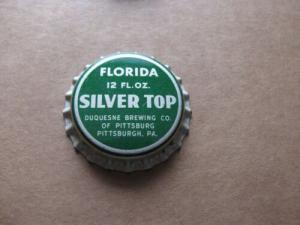 FLORIDA
12 FL. OZ.
SILVER TOP
DUQUESNE BREWING CO.
OF PITTSBURG
PITTSBURGH, PA.